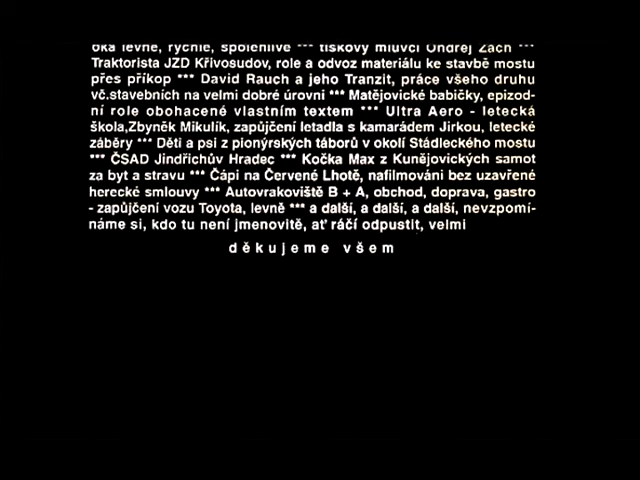 oka levně, rychle, spolehlivě *** tiskový mluvčí Ondřej Zach ***
Traktorista JZD Křivosudov, role a odvoz materiálu ke stavbě mostu
přes příkop *** David Rauch a jeho Tranzit, práce všeho druhu
vč.stavebních na velmi dobré úrovni *** Matějovické babičky, epizod-
ní role obohacené vlastním textem *** Ultra Aero - letecká
škola,Zbyněk Mikulík, zapůjčení letadla s kamarádem Jirkou, letecké
záběry *** Děti a psi z pionýrských táborů v okolí Stádleckého mostu
*** ČSAD Jindřichův Hradec *** Kočka Max z Kunějovických samot
za byt a stravu *** Čápi na Červené Lhotě, nafilmováni bez uzavřené
herecké smlouvy *** Autovrakoviště B + A, obchod, doprava, gastro
- zapůjčení vozu Toyota, levně *** a další, a další, a další, nevzpomí-
náme si, kdo tu není jmenovitě, ať ráčí odpustit, velmi
děkujeme všem